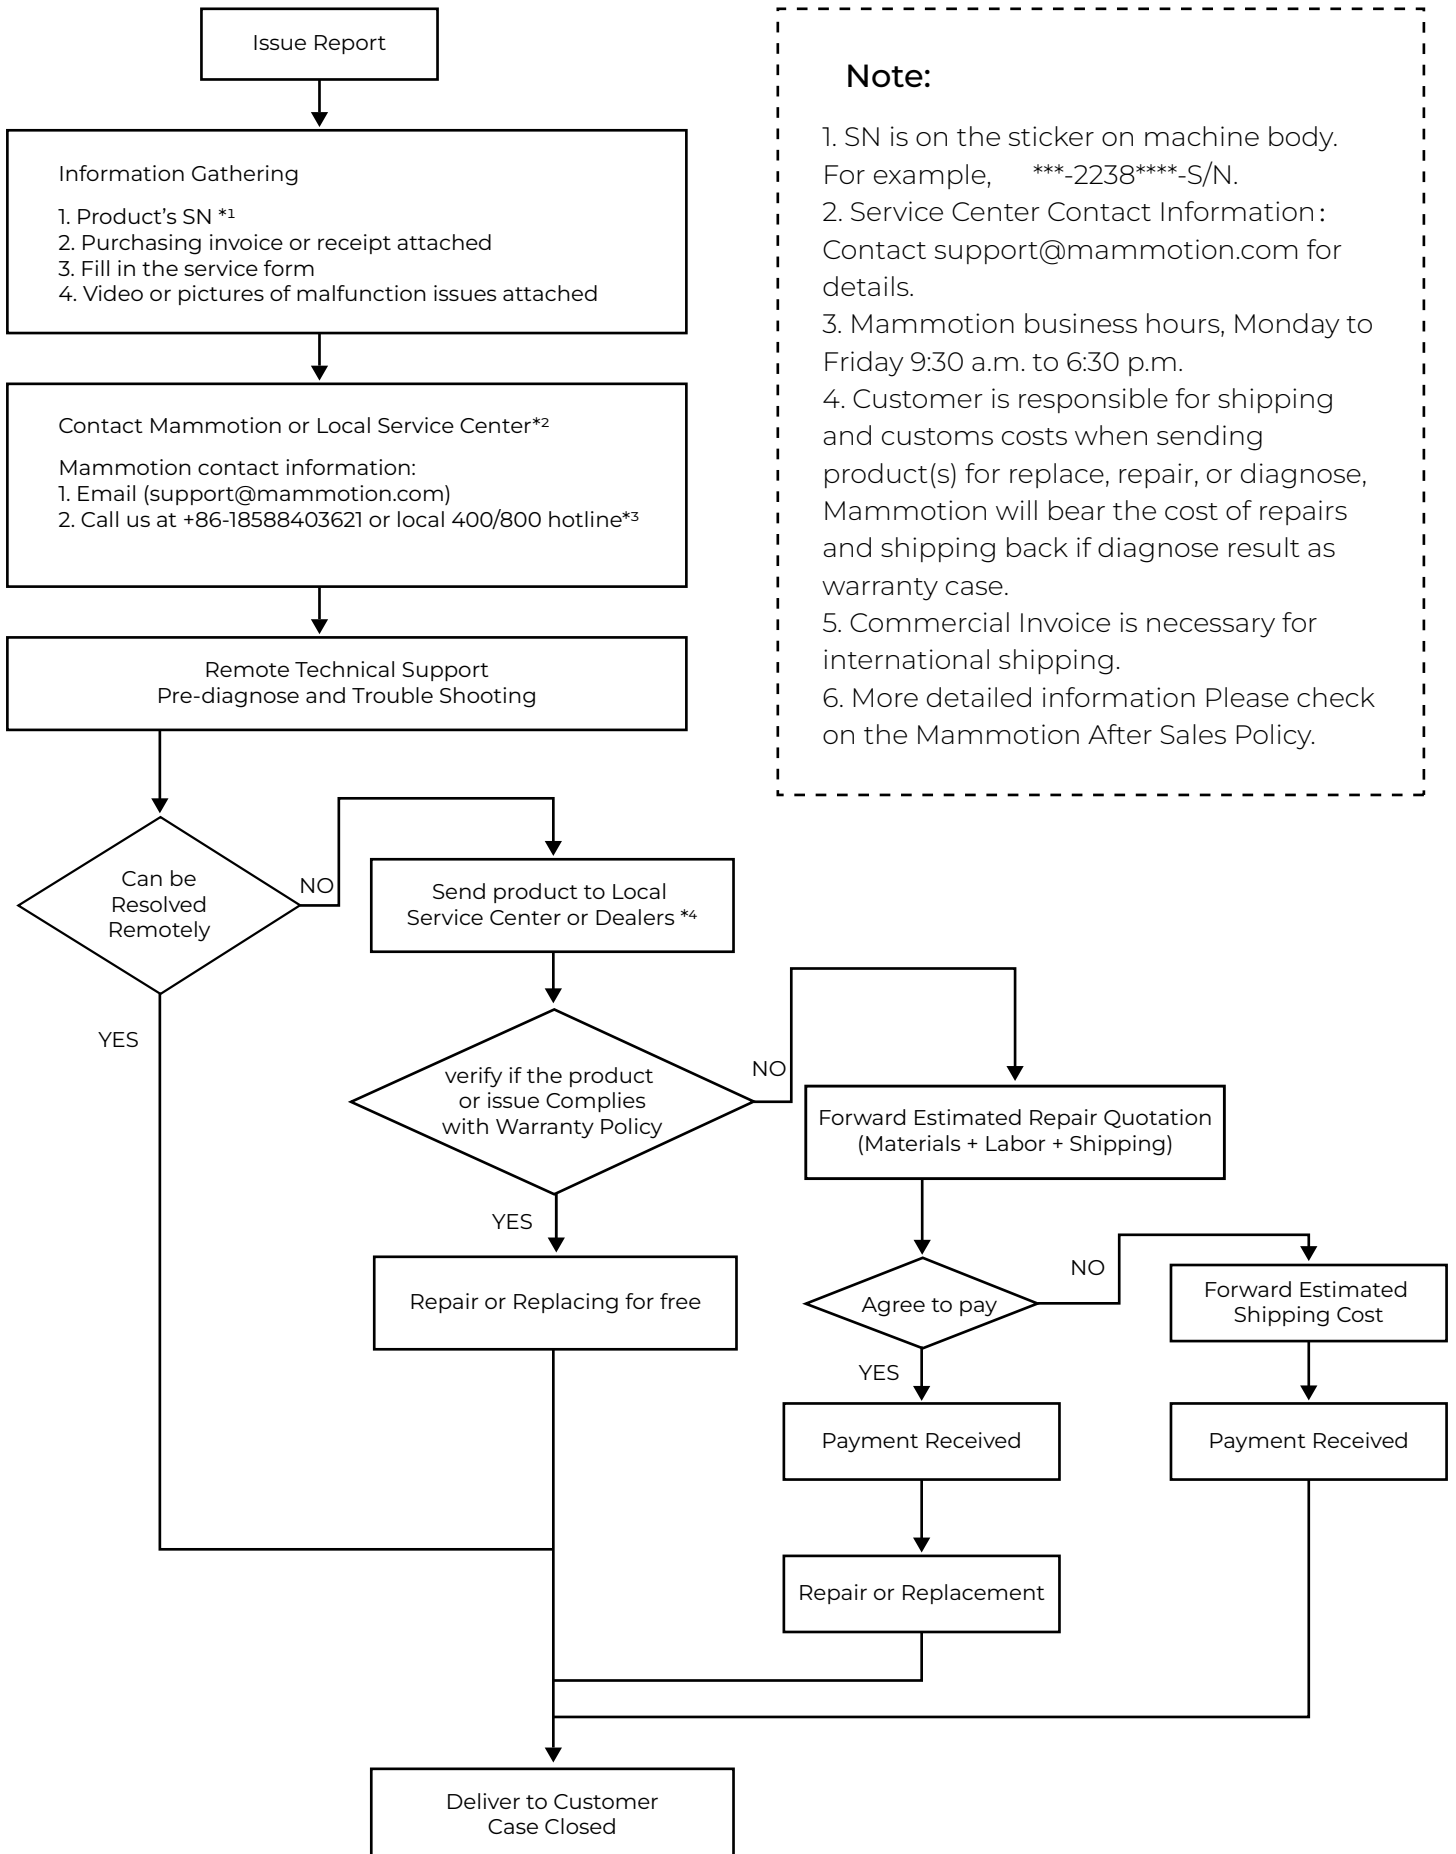 Issue Report
Information Gathering
1. Product’s SN *¹
2. Purchasing invoice or receipt attached
3. Fill in the service form
4. Video or pictures of malfunction issues attached
Contact Mammotion or Local Service Center*²
Mammotion contact information:
1. Email (support@mammotion.com)
2. Call us at +86-18588403621 or local 400/800 hotline*³
Remote Technical Support
Pre-diagnose and Trouble Shooting
Note:
1. SN is on the sticker on machine body.
For example, ***-2238****-S/N.
2. Service Center Contact Information：
Contact support@mammotion.com for
details.
3. Mammotion business hours, Monday to
Friday 9:30 a.m. to 6:30 p.m.
4. Customer is responsible for shipping
and customs costs when sending
product(s) for replace, repair, or diagnose,
Mammotion will bear the cost of repairs
and shipping back if diagnose result as
warranty case.
5. Commercial Invoice is necessary for
international shipping.
6. More detailed information Please check
on the Mammotion After Sales Policy.
Can be
Resolved
Remotely
NO
YES
Send product to Local
Service Center or Dealers *⁴
verify if the product
or issue Complies
with Warranty Policy
NO
YES
Forward Estimated Repair Quotation
(Materials + Labor + Shipping)
Repair or Replacing for free
Agree to pay
NO
YES
Forward Estimated
Shipping Cost
Payment Received
Payment Received
Repair or Replacement
Deliver to Customer
Case Closed